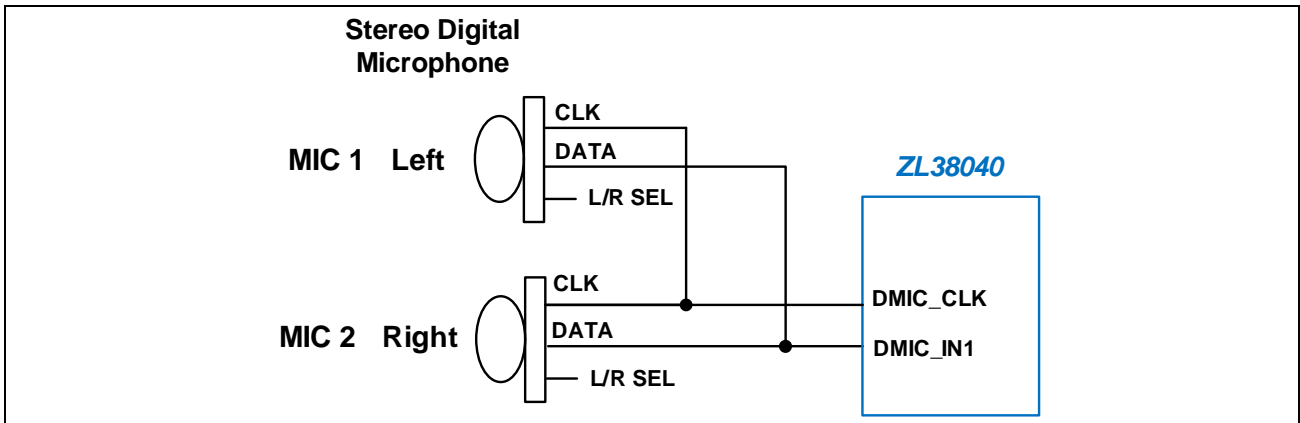 Stereo Digital
Microphone
CLK
MIC 1 Left
DATA
ZL38040
L/R SEL
CLK
DMIC_CLK
MIC 2 Right
DATA
DMIC_IN1
L/R SEL